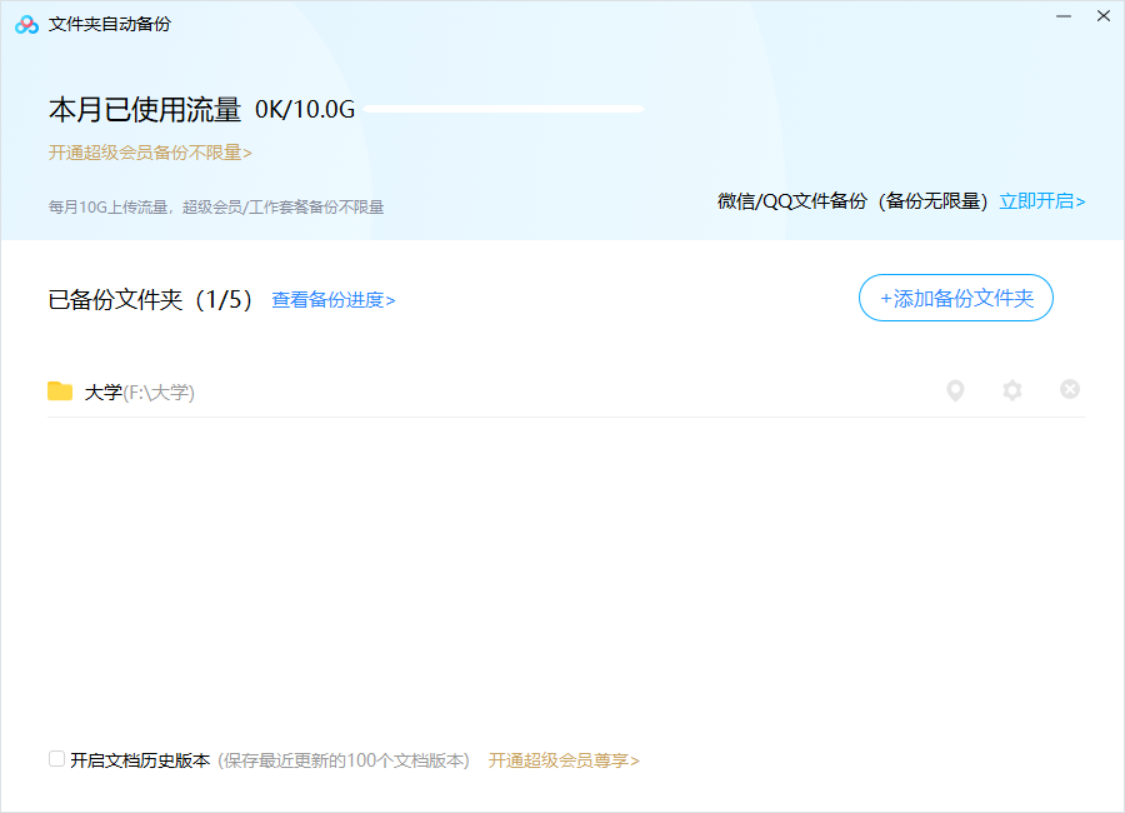 文件夹自动备份
本月已使用流量 0K/10.0G
开通超级会员备份不限量>
每月10G上传流量，超级会员/工作套餐备份不限量
微信/QQ文件备份（备份无限量） 立即开启>
已备份文件夹（1/5） 查看备份进度>
+添加备份文件夹
大学(F:\大学)
开启文档历史版本 (保存最近更新的100个文档版本) 开通超级会员尊享>